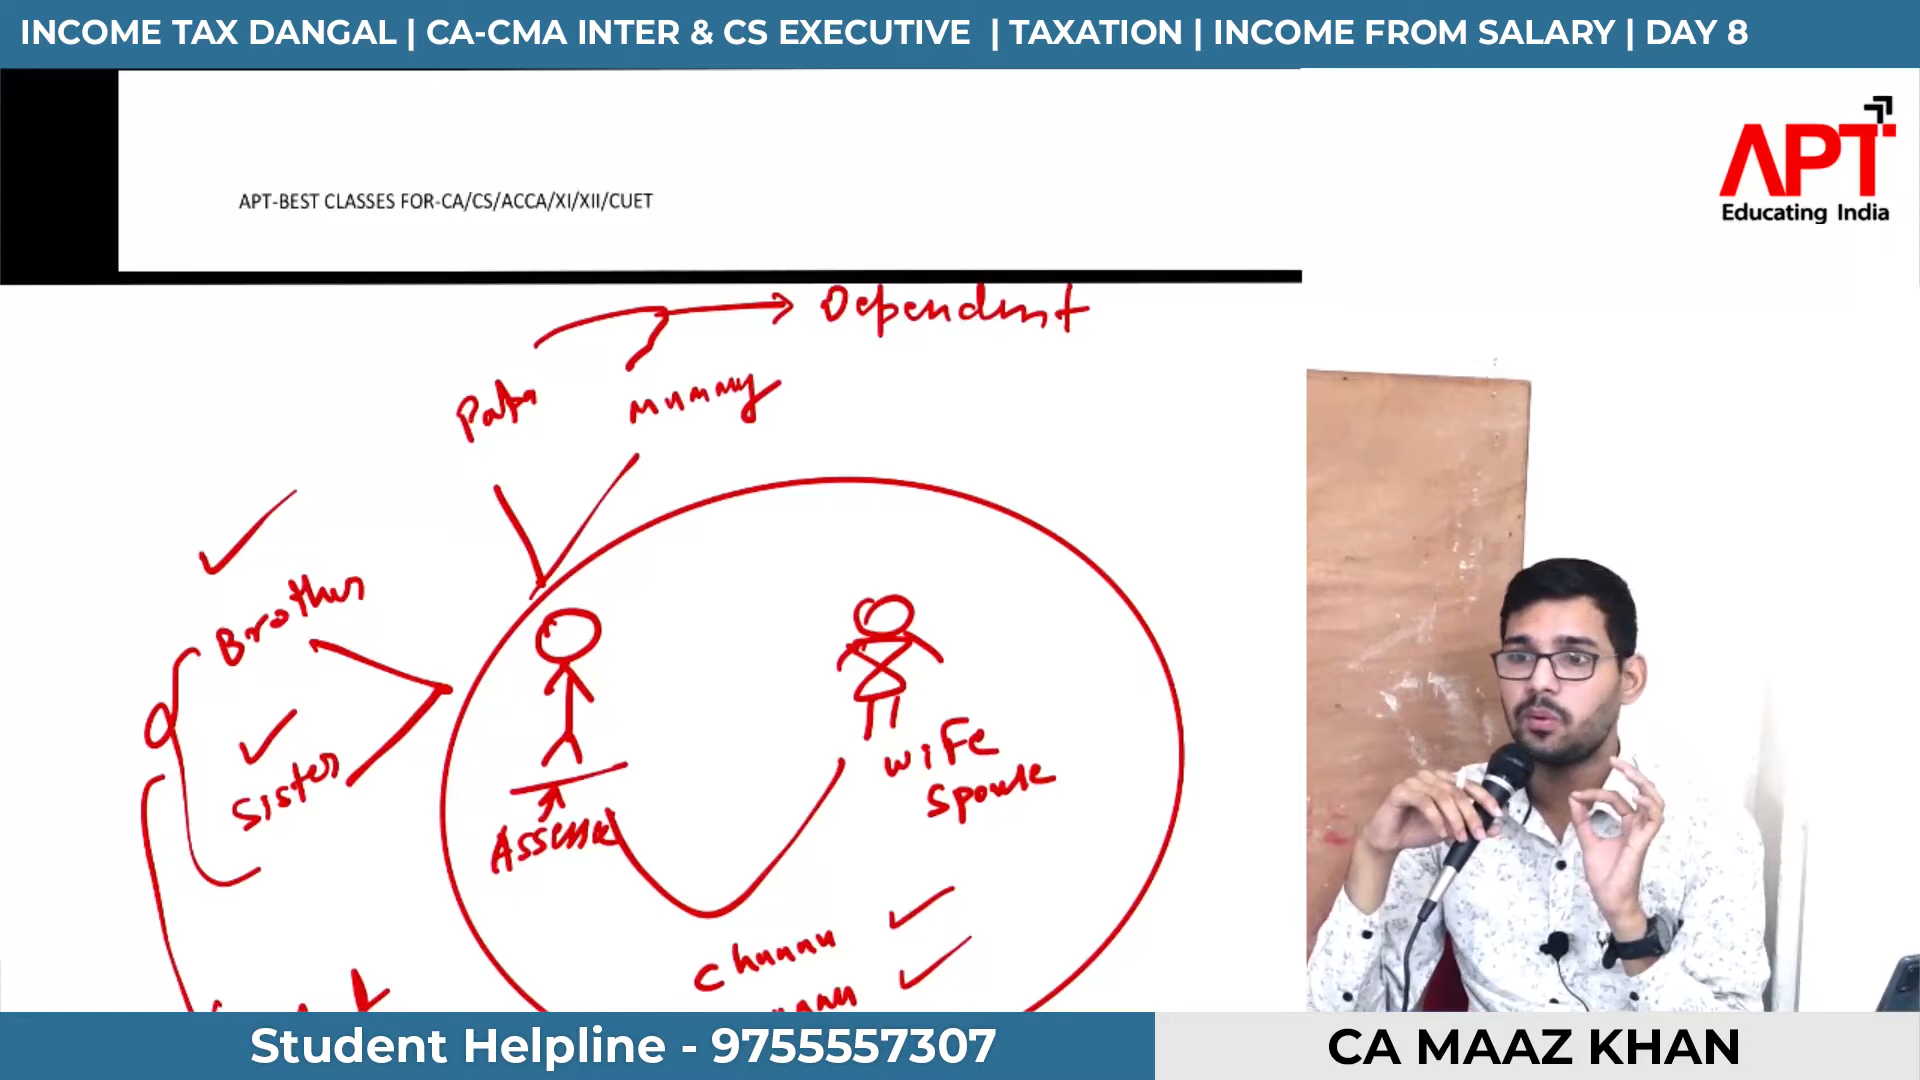 INCOME TAX DANGAL | CA-CMA INTER & CS EXECUTIVE | TAXATION | INCOME FROM SALARY | DAY 8
APT
Educating India
APT-BEST CLASSES FOR-CA/CS/ACCA/XI/XII/CUET
Dependent
Papa
Mummy
Brother
Sister
Assessee
wife
Spouse
Chunnu
Student Helpline - 9755557307
CA MAAZ KHAN